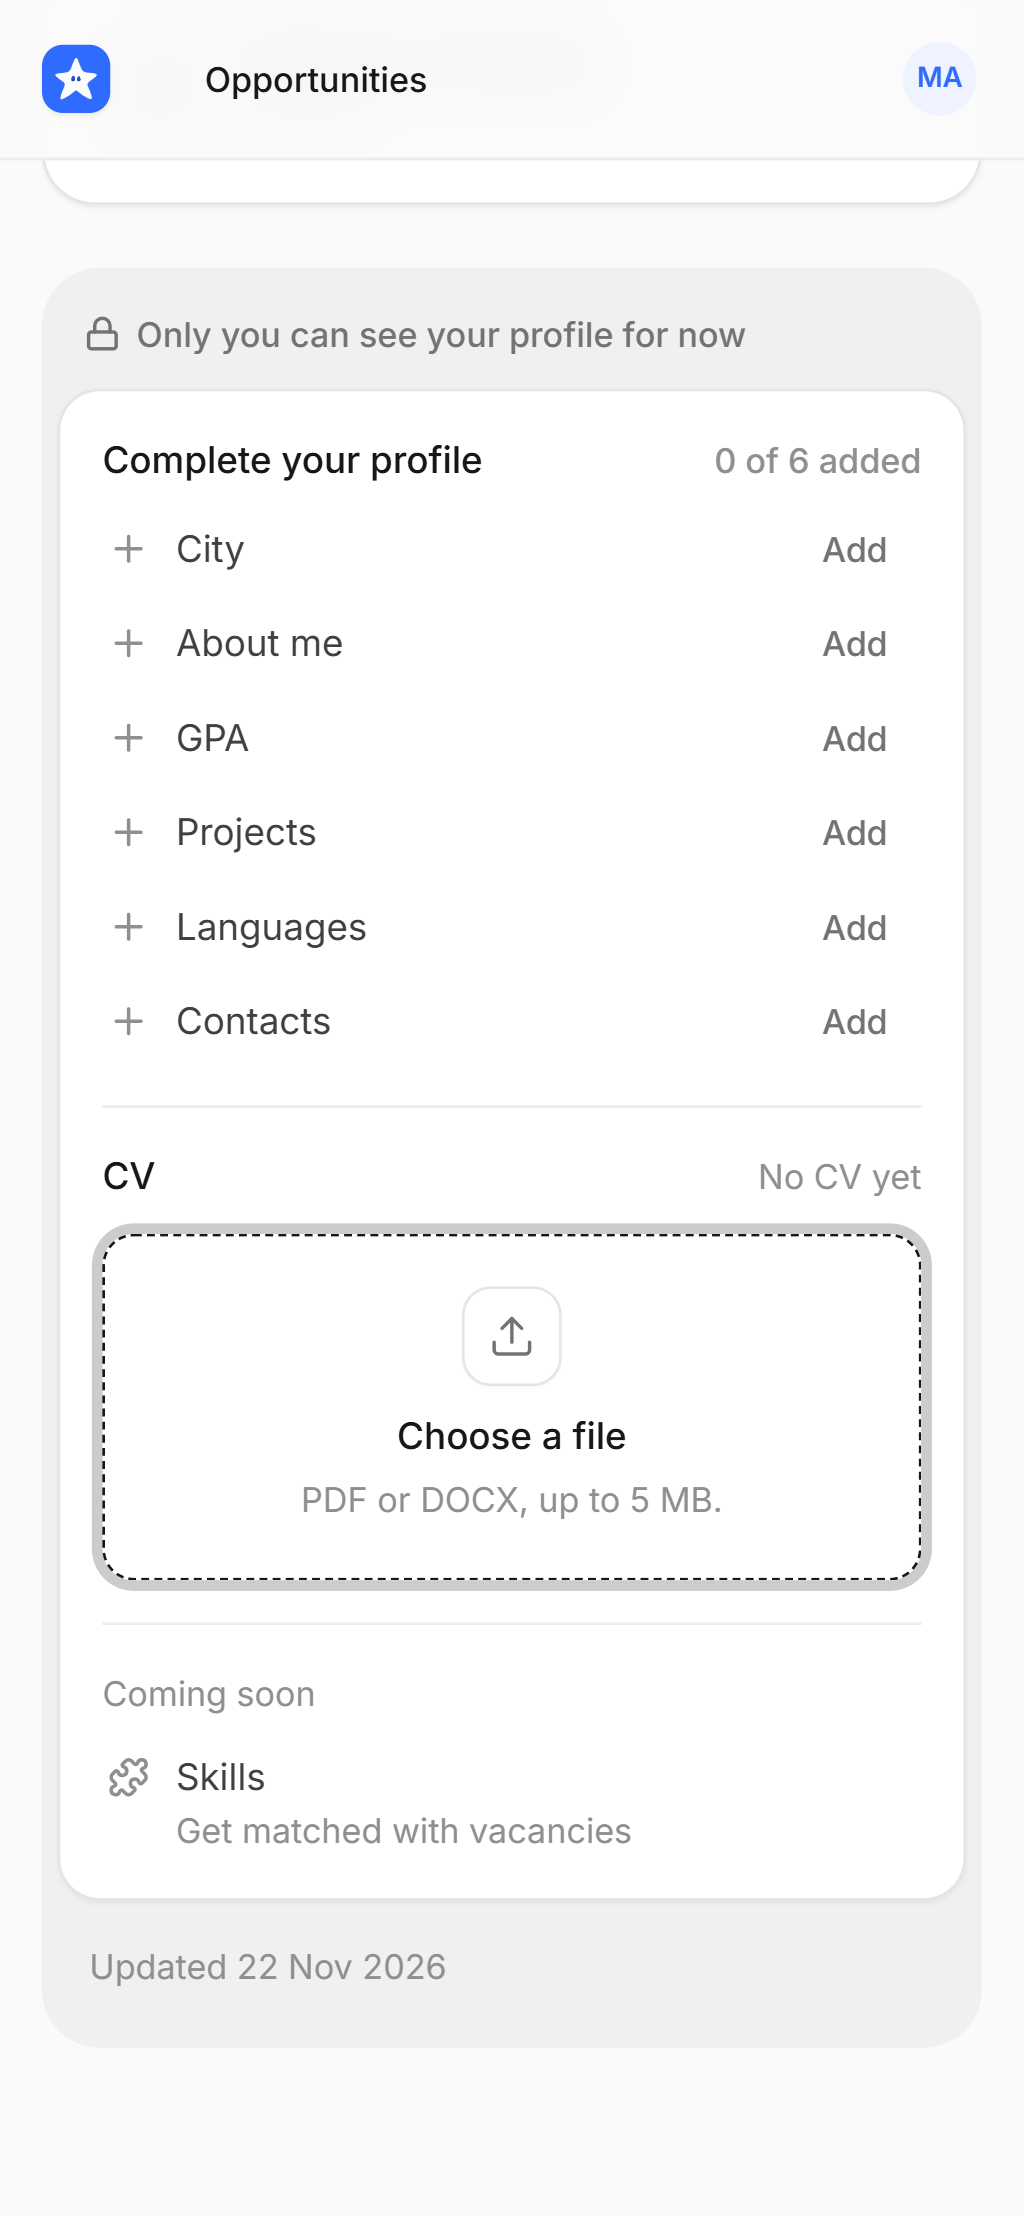 Opportunities
MA
Only you can see your profile for now
Complete your profile
0 of 6 added
City
Add
About me
Add
GPA
Add
Projects
Add
Languages
Add
Contacts
Add
CV
No CV yet
Choose a file
PDF or DOCX, up to 5 MB.
Coming soon
Skills
Get matched with vacancies
Updated 22 Nov 2026